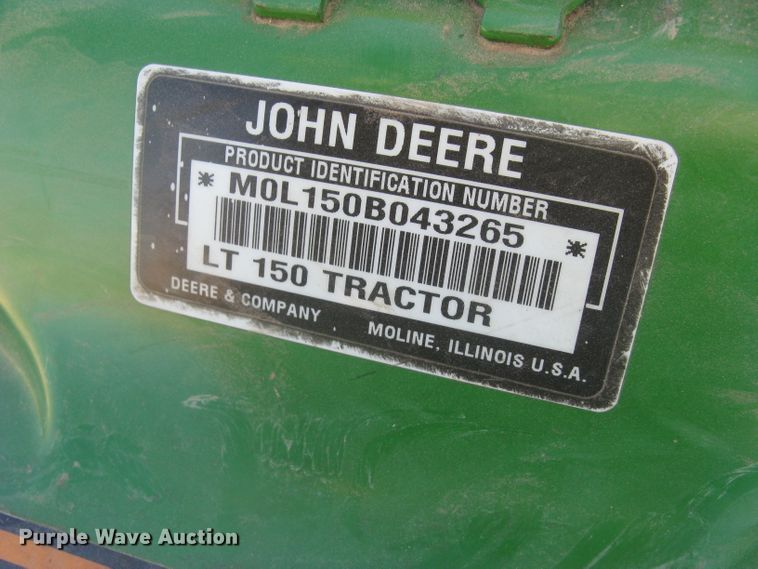 JOHN DEERE
PRODUCT IDENTIFICATION NUMBER
* M0L150B043265 *
LT 150 TRACTOR
DEERE & COMPANY
MOLINE, ILLINOIS U.S.A.
Purple Wave Auction